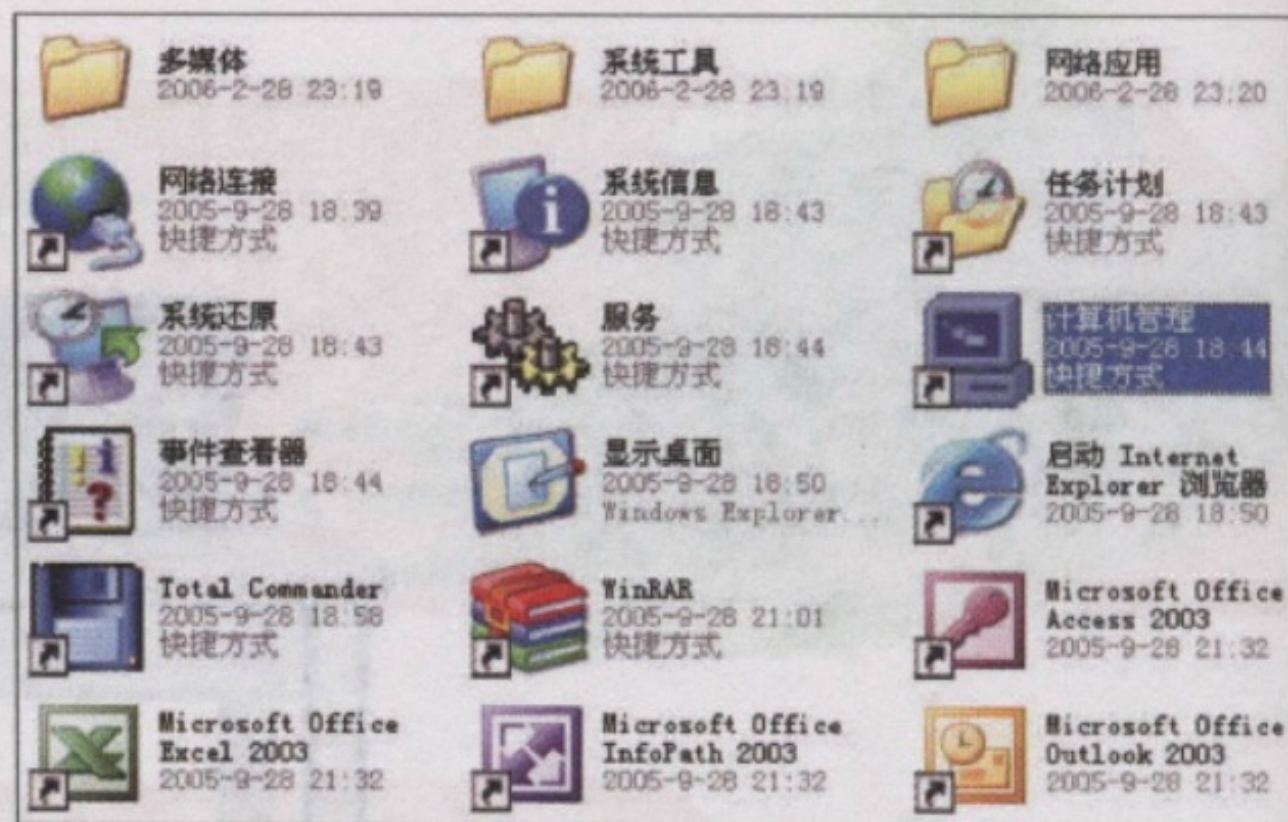 多媒体
2006-2-28 23:19
系统工具
2006-2-28 23:19
网络应用
2006-2-28 23:20
网络连接
2005-9-28 18:39
快捷方式
系统信息
2005-9-28 18:43
快捷方式
任务计划
2005-9-28 18:43
快捷方式
系统还原
2005-9-28 18:43
快捷方式
服务
2005-9-28 18:44
快捷方式
计算机管理
2005-9-28 18:44
快捷方式
事件查看器
2005-9-28 18:44
快捷方式
显示桌面
2005-9-28 18:50
Windows Explorer...
启动 Internet
Explorer 浏览器
2005-9-28 18:50
Total Commander
2005-9-28 18:58
快捷方式
WinRAR
2005-9-28 21:01
快捷方式
Microsoft Office
Access 2003
2005-9-28 21:32
Microsoft Office
Excel 2003
2005-9-28 21:32
Microsoft Office
InfoPath 2003
2005-9-28 21:32
Microsoft Office
Outlook 2003
2005-9-28 21:32